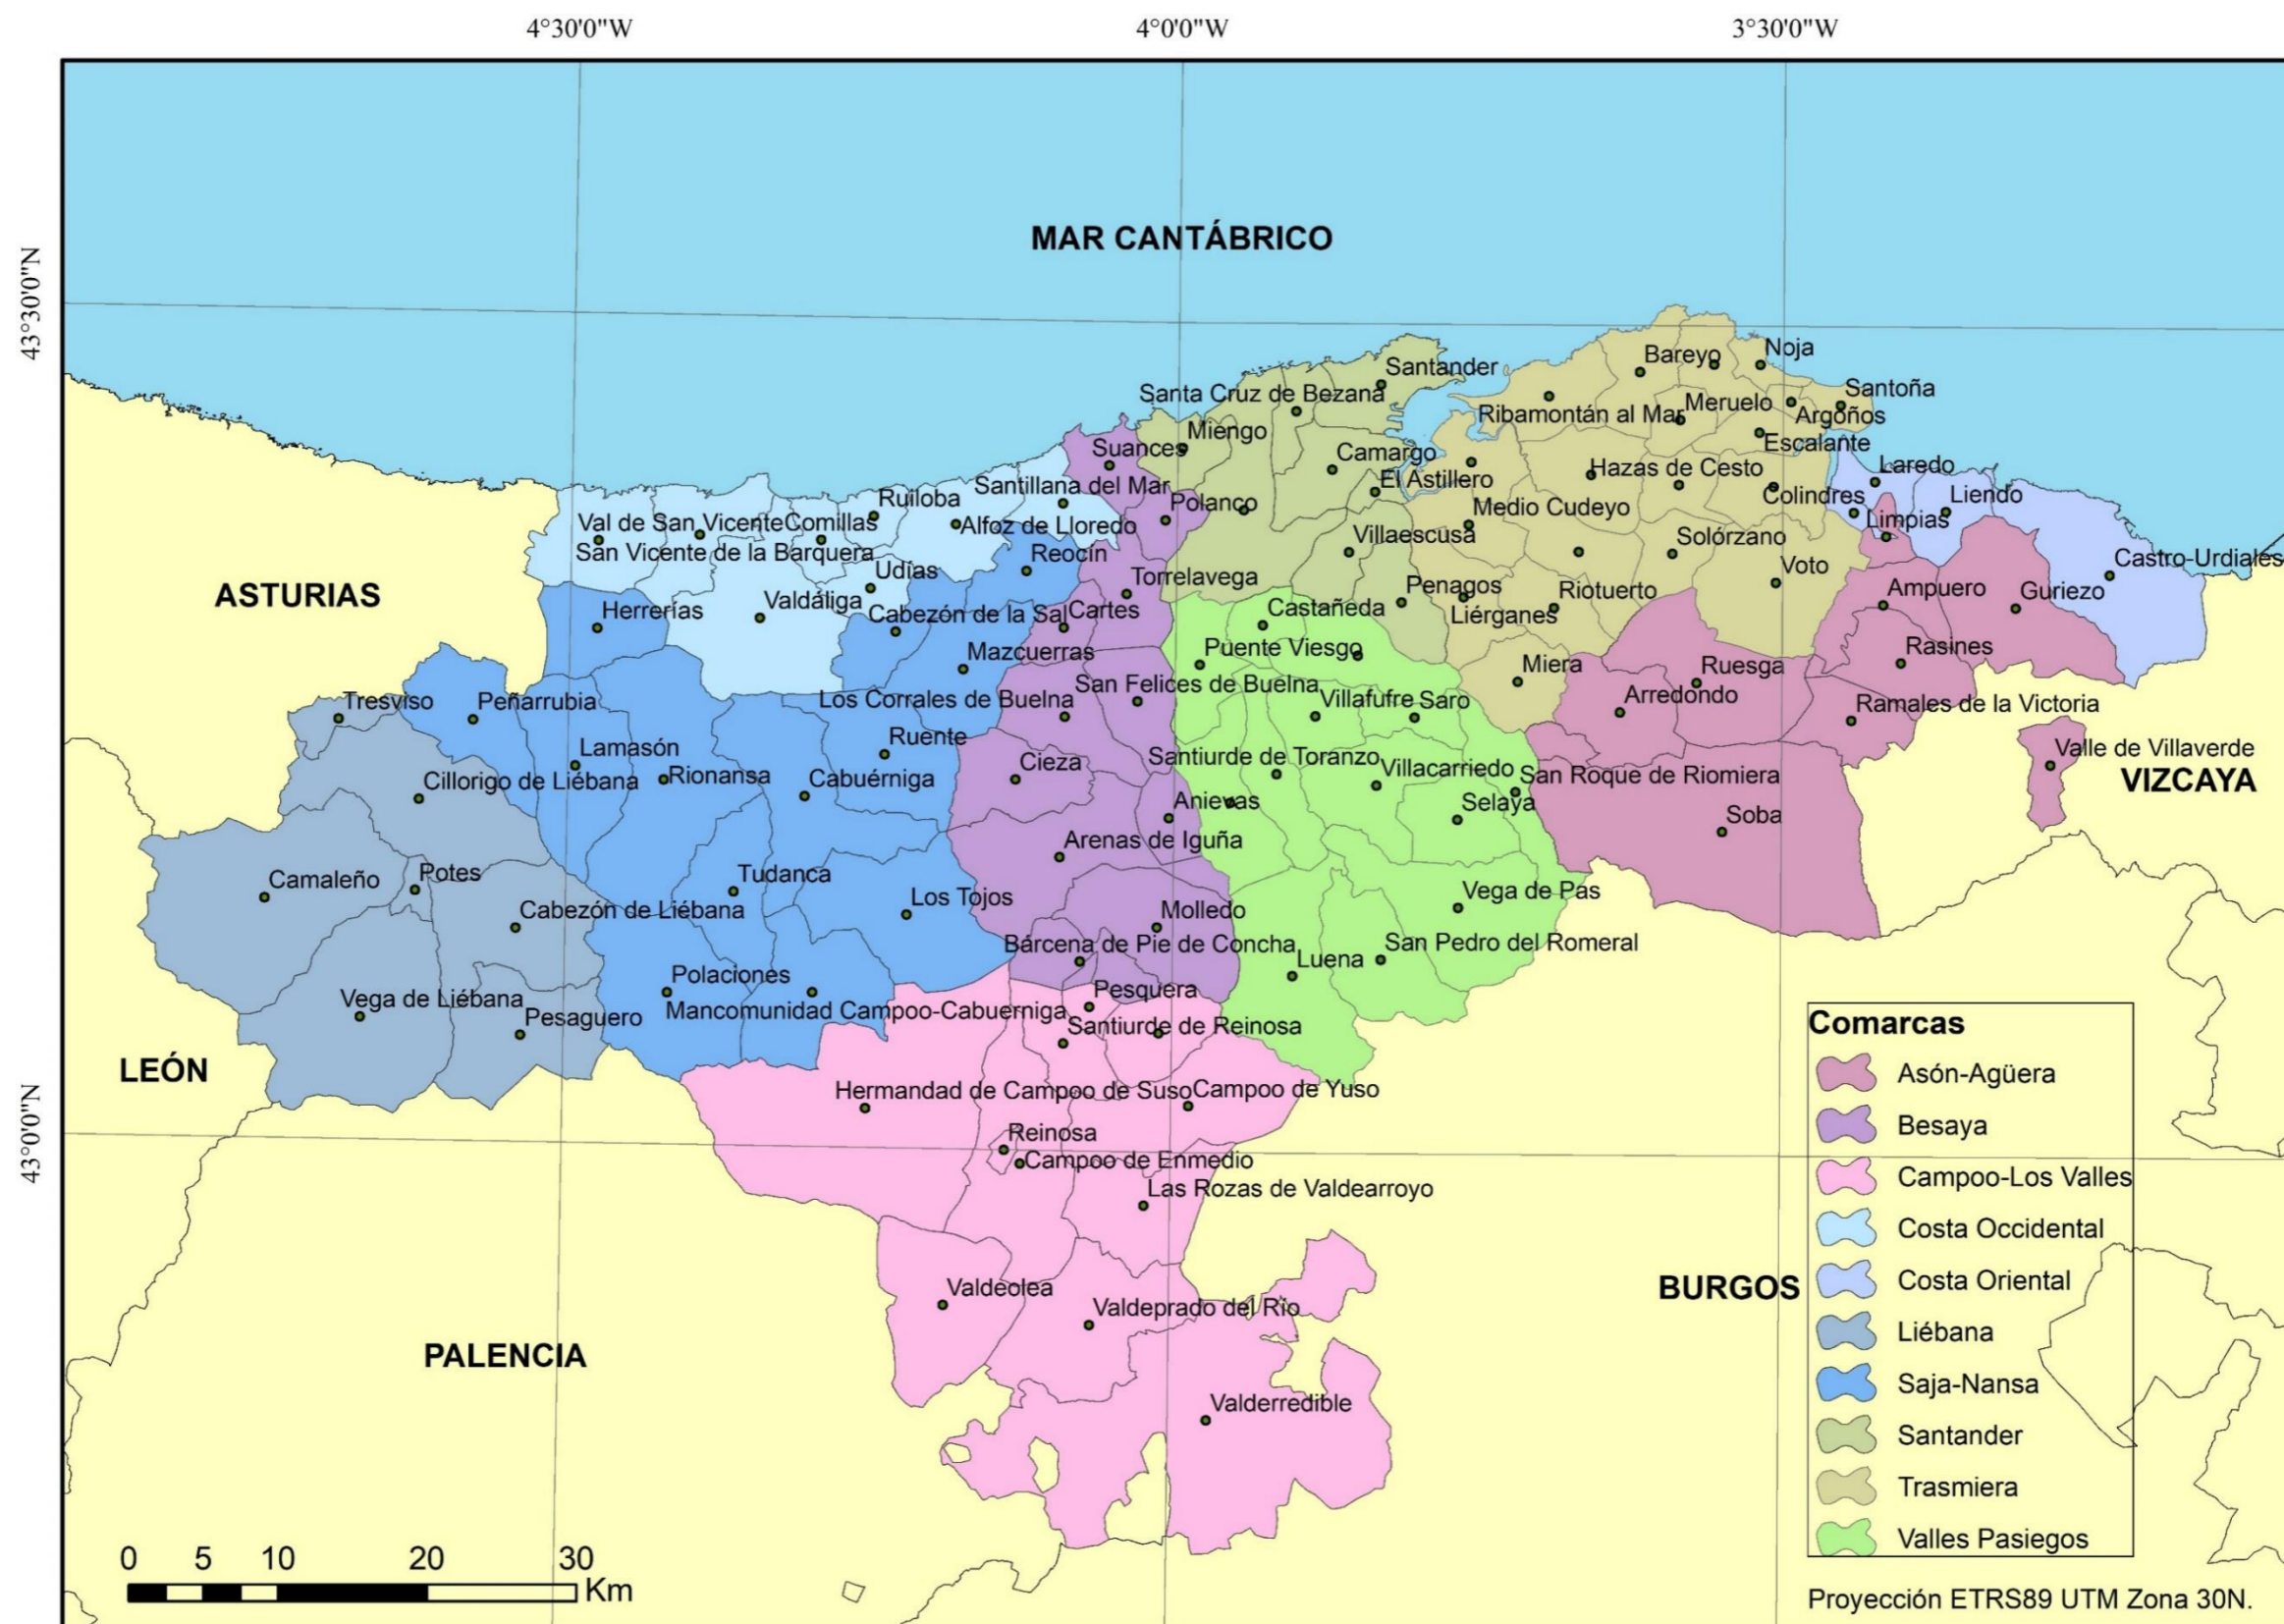 4°30'0"W
4°0'0"W
3°30'0"W
43°30'0"N
43°0'0"N
MAR CANTÁBRICO
Santander
Bareyo
Noja
Santa Cruz de Bezana
Santoña
Ribamontán al Mar
Meruelo
Argoños
Miengo
Escalante
Suances
Camargo
Hazas de Cesto
Laredo
El Astillero
Santillana del Mar
Colindres
Liendo
Ruiloba
Polanco
Medio Cudeyo
Limpias
Val de San Vicente
Comillas
Alfoz de Lloredo
Villaescusa
Solórzano
San Vicente de la Barquera
Reocín
Castro-Urdiales
Udías
Torrelavega
Voto
ASTURIAS
Valdáliga
Penagos
Riotuerto
Ampuero
Guriezo
Herrerías
Cabezón de la Sal
Cartes
Castañeda
Liérganes
Mazcuerras
Puente Viesgo
Rasines
Miera
Ruesga
San Felices de Buelna
Arredondo
Tresviso
Peñarrubia
Los Corrales de Buelna
Villafufre
Saro
Ramales de la Victoria
Ruente
Lamasón
Valle de Villaverde
Cieza
Santiurde de Toranzo
Villacarriedo
San Roque de Riomiera
VIZCAYA
Cillorigo de Liébana
Rionansa
Cabuérniga
Anievas
Selaya
Soba
Arenas de Iguña
Camaleño
Potes
Tudanca
Vega de Pas
Cabezón de Liébana
Los Tojos
Molledo
Bárcena de Pie de Concha
San Pedro del Romeral
Luena
Polaciones
Pesquera
Vega de Liébana
Mancomunidad Campoo-Cabuerniga
Pesaguero
Santiurde de Reinosa
LEÓN
Hermandad de Campoo de Suso
Campoo de Yuso
Reinosa
Campoo de Enmedio
Las Rozas de Valdearroyo
Valdeolea
Valdeprado del Río
BURGOS
PALENCIA
Valderredible
Comarcas
Asón-Agüera
Besaya
Campoo-Los Valles
Costa Occidental
Costa Oriental
Liébana
Saja-Nansa
Santander
Trasmiera
Valles Pasiegos
0 5 10 20 30
Km
Proyección ETRS89 UTM Zona 30N.